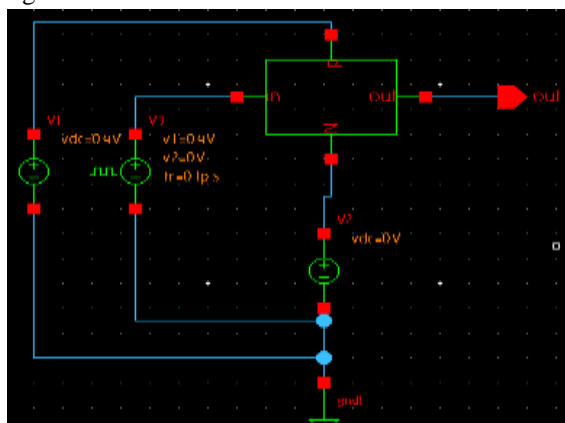 P
in
out
out
N
V1
vdc=0.4V
V3
v1=0.4V
v2=0V
tr=0.1ps
V2
vdc=0V
gnd!